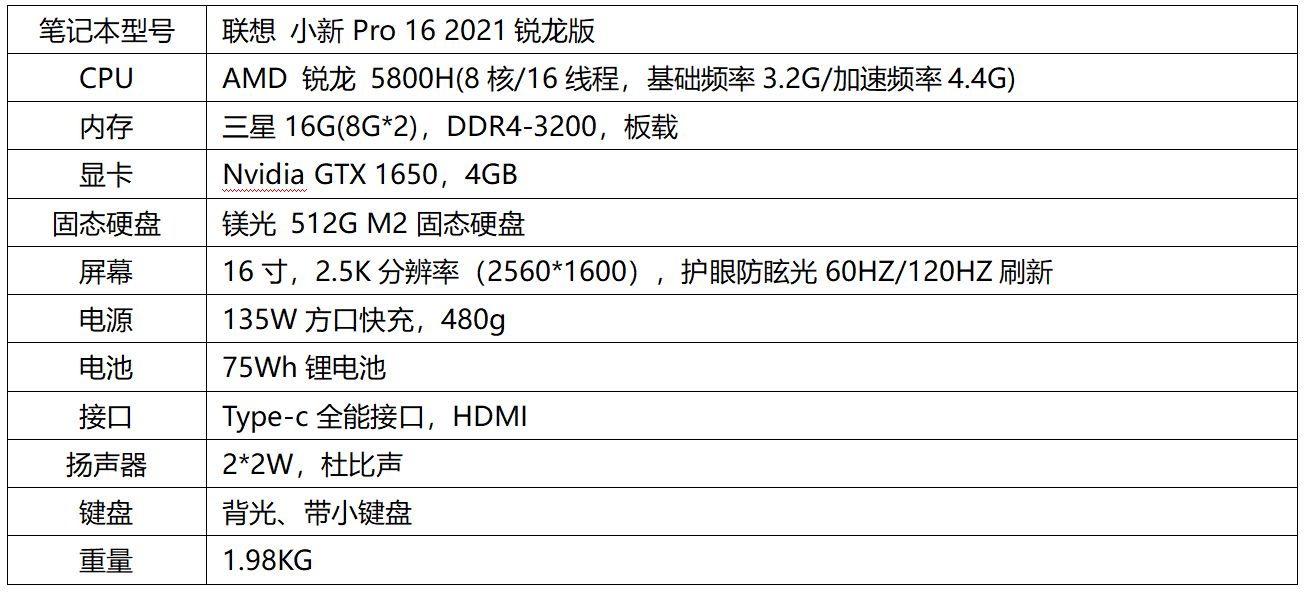 笔记本型号 联想 小新 Pro 16 2021 锐龙版
CPU AMD 锐龙 5800H(8 核/16 线程，基础频率 3.2G/加速频率 4.4G)
内存 三星 16G(8G*2)，DDR4-3200，板载
显卡 Nvidia GTX 1650，4GB
固态硬盘 镁光 512G M2 固态硬盘
屏幕 16 寸，2.5K 分辨率（2560*1600），护眼防眩光 60HZ/120HZ 刷新
电源 135W 方口快充，480g
电池 75Wh 锂电池
接口 Type-c 全能接口，HDMI
扬声器 2*2W，杜比声
键盘 背光、带小键盘
重量 1.98KG